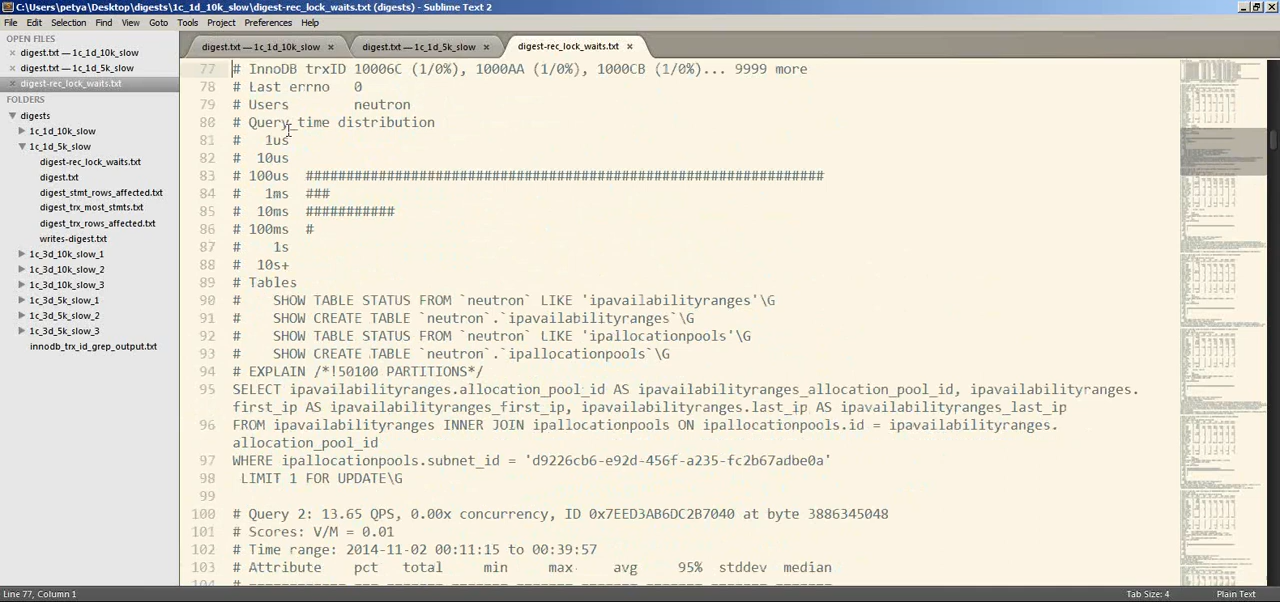 C:\Users\petya\Desktop\digests\1c_1d_10k_slow\digest-rec_lock_waits.txt (digests) - Sublime Text 2
File Edit Selection Find View Goto Tools Project Preferences Help
OPEN FILES
digest.txt — 1c_1d_10k_slow
digest.txt — 1c_1d_5k_slow
digest-rec_lock_waits.txt
FOLDERS
digests
1c_1d_10k_slow
1c_1d_5k_slow
digest-rec_lock_waits.txt
digest.txt
digest_stmt_rows_affected.txt
digest_trx_most_stmts.txt
digest_trx_rows_affected.txt
writes-digest.txt
1c_3d_10k_slow_1
1c_3d_10k_slow_2
1c_3d_10k_slow_3
1c_3d_5k_slow_1
1c_3d_5k_slow_2
1c_3d_5k_slow_3
innodb_trx_id_grep_output.txt
digest.txt — 1c_1d_10k_slow × digest.txt — 1c_1d_5k_slow × digest-rec_lock_waits.txt ×
77 # InnoDB trxID 10006C (1/0%), 1000AA (1/0%), 1000CB (1/0%)... 9999 more
78 # Last errno 0
79 # Users neutron
80 # Query_time distribution
81 # 1us
82 # 10us
83 # 100us ################################################################
84 # 1ms ###
85 # 10ms ###########
86 # 100ms #
87 # 1s
88 # 10s+
89 # Tables
90 # SHOW TABLE STATUS FROM `neutron` LIKE 'ipavailabilityranges'\G
91 # SHOW CREATE TABLE `neutron`.`ipavailabilityranges`\G
92 # SHOW TABLE STATUS FROM `neutron` LIKE 'ipallocationpools'\G
93 # SHOW CREATE TABLE `neutron`.`ipallocationpools`\G
94 # EXPLAIN /*!50100 PARTITIONS*/
95 SELECT ipavailabilityranges.allocation_pool_id AS ipavailabilityranges_allocation_pool_id, ipavailabilityranges.
first_ip AS ipavailabilityranges_first_ip, ipavailabilityranges.last_ip AS ipavailabilityranges_last_ip
96 FROM ipavailabilityranges INNER JOIN ipallocationpools ON ipallocationpools.id = ipavailabilityranges.
allocation_pool_id
97 WHERE ipallocationpools.subnet_id = 'd9226cb6-e92d-456f-a235-fc2b67adbe0a'
98 LIMIT 1 FOR UPDATE\G
99
100 # Query 2: 13.65 QPS, 0.00x concurrency, ID 0x7EED3AB6DC2B7040 at byte 3886345048
101 # Scores: V/M = 0.01
102 # Time range: 2014-11-02 00:11:15 to 00:39:57
103 # Attribute pct total min max avg 95% stddev median
104 # ============ === ======= ======= ======= ======= ======= ======= =======
Line 77, Column 1
Tab Size: 4 Plain Text